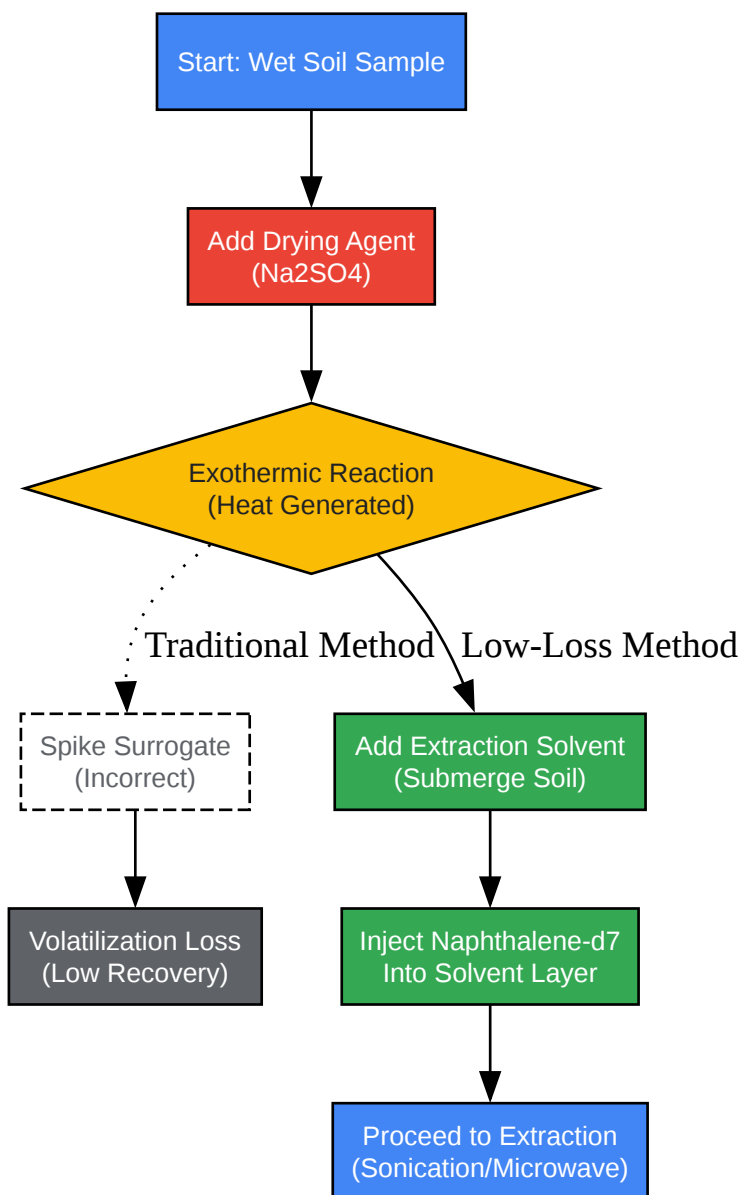 Start: Wet Soil Sample
Add Drying Agent
(Na2SO4)
Exothermic Reaction
(Heat Generated)
Traditional Method
Low-Loss Method
Spike Surrogate
(Incorrect)
Add Extraction Solvent
(Submerge Soil)
Volatilization Loss
(Low Recovery)
Inject Naphthalene-d7
Into Solvent Layer
Proceed to Extraction
(Sonication/Microwave)